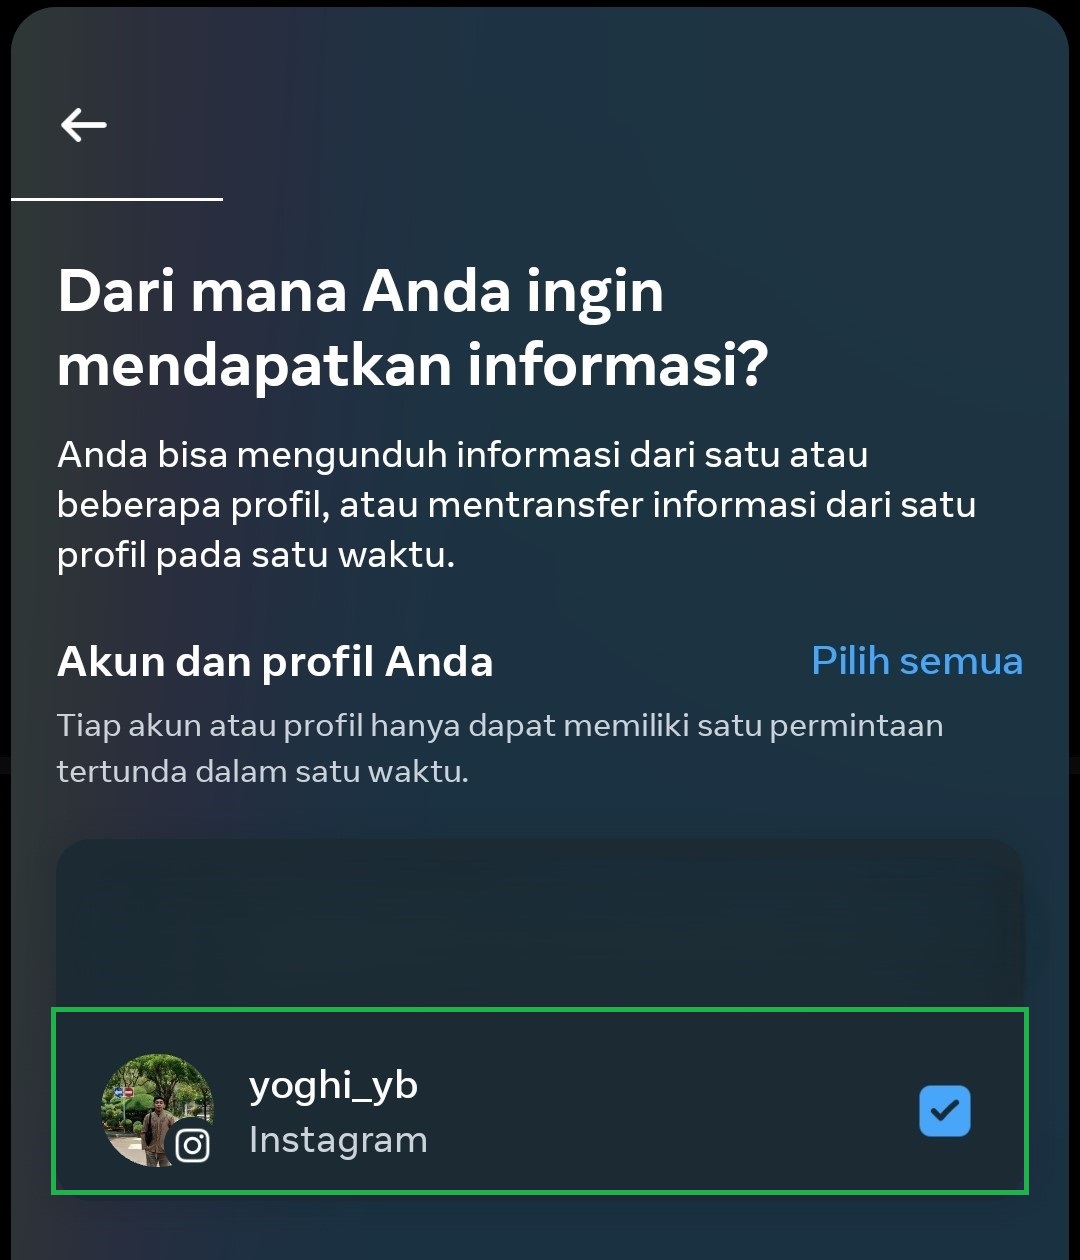 Dari mana Anda ingin
mendapatkan informasi?
Anda bisa mengunduh informasi dari satu atau
beberapa profil, atau mentransfer informasi dari satu
profil pada satu waktu.
Akun dan profil Anda
Pilih semua
Tiap akun atau profil hanya dapat memiliki satu permintaan
tertunda dalam satu waktu.
yoghi_yb
Instagram